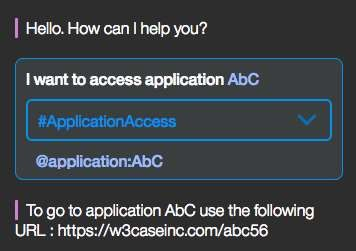 Hello. How can I help you?
I want to access application AbC
#ApplicationAccess
@application:AbC
To go to application AbC use the following
URL : https://w3caseinc.com/abc56